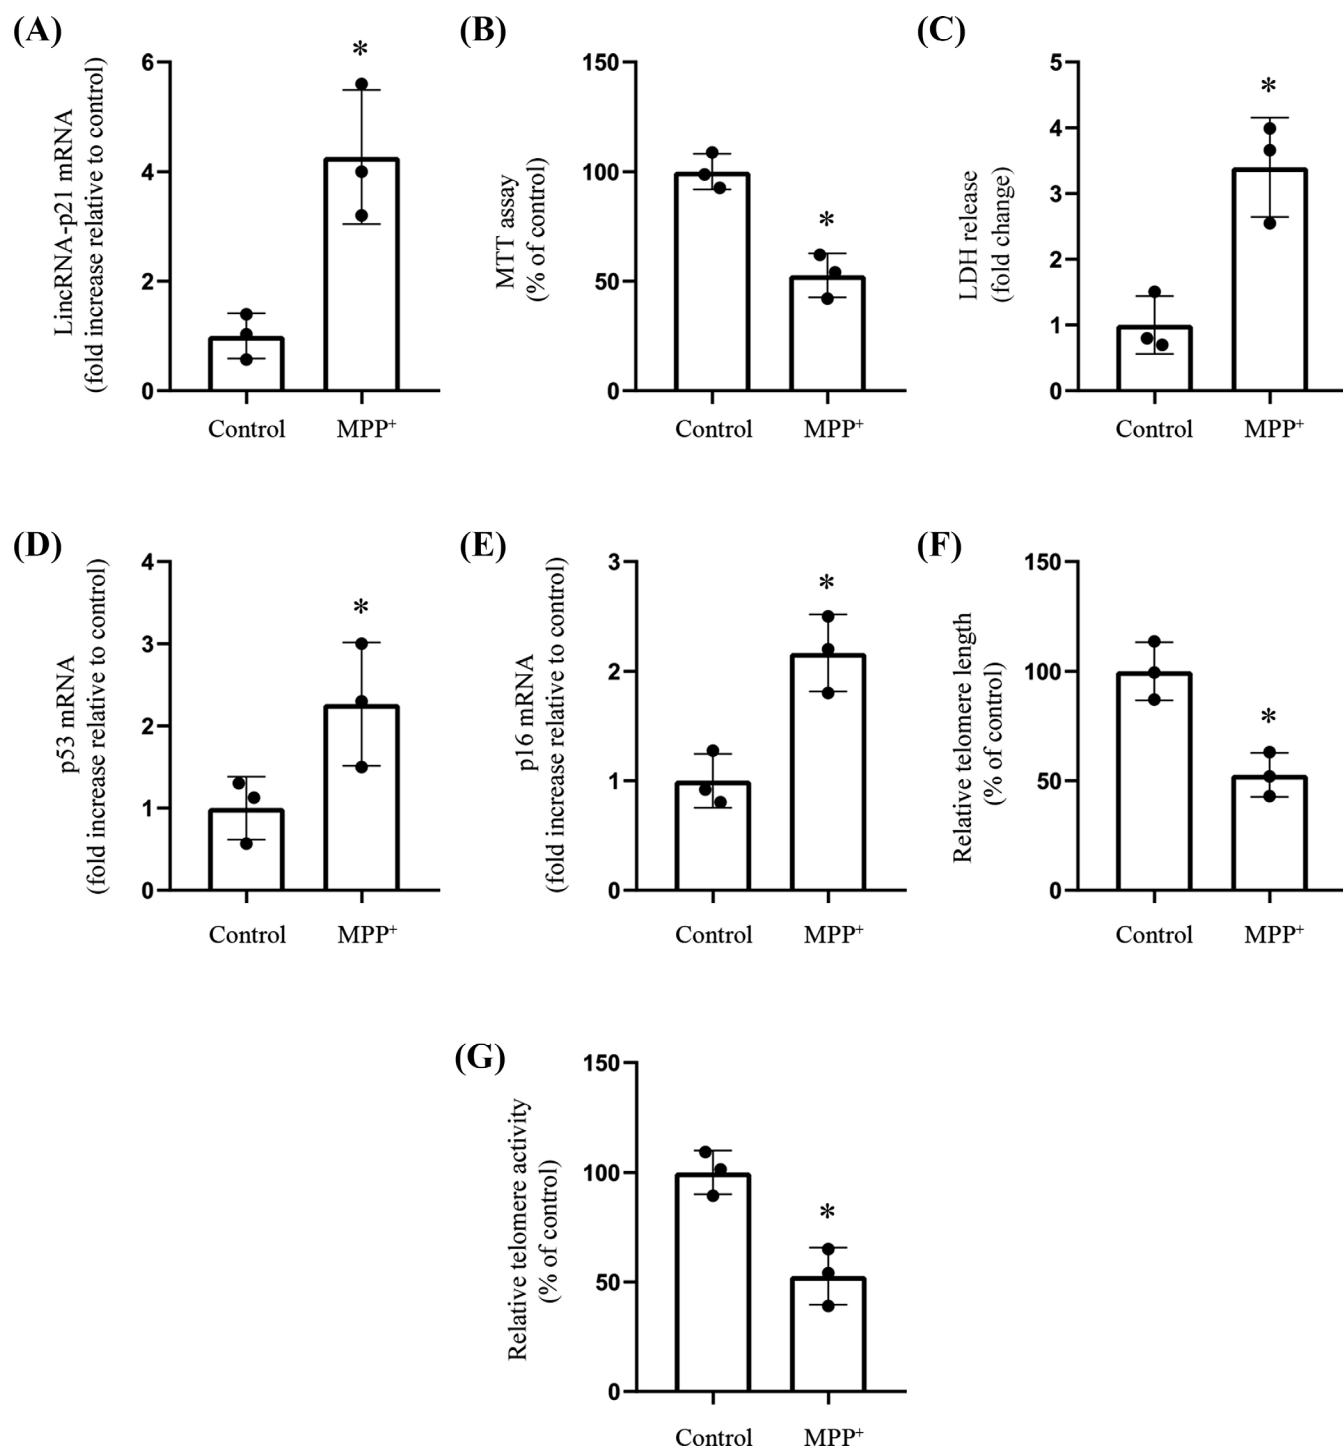 (A)
LincRNA-p21 mRNA
(fold increase relative to control)
6
4
2
0
*
Control
MPP⁺
(B)
MTT assay
(% of control)
150
100
50
0
*
Control
MPP⁺
(C)
LDH release
(fold change)
5
4
3
2
1
0
*
Control
MPP⁺
(D)
p53 mRNA
(fold increase relative to control)
4
3
2
1
0
*
Control
MPP⁺
(E)
p16 mRNA
(fold increase relative to control)
3
2
1
0
*
Control
MPP⁺
(F)
Relative telomere length
(% of control)
150
100
50
0
*
Control
MPP⁺
(G)
Relative telomere activity
(% of control)
150
100
50
0
*
Control
MPP⁺